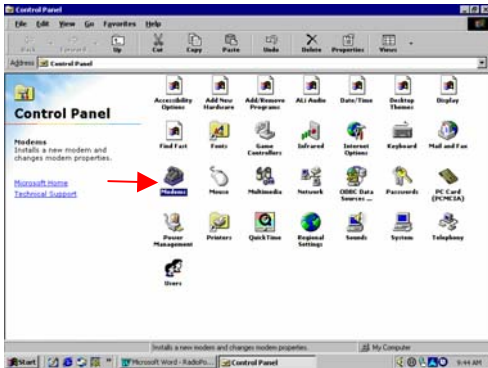 Control Panel
File Edit View Go Favorites Help
Back Forward Up Cut Copy Paste Undo Delete Properties Views
Address Control Panel
Control Panel
Modems
Installs a new modem and
changes modem properties.
Microsoft Home
Technical Support
Accessibility Options
Add New Hardware
Add/Remove Programs
ALi Audio
Date/Time
Desktop Themes
Display
Find Fast
Fonts
Game Controllers
Infrared
Internet Options
Keyboard
Mail and Fax
Modems
Mouse
Multimedia
Network
ODBC Data Sources ...
Passwords
PC Card (PCMCIA)
Power Management
Printers
QuickTime
Regional Settings
Sounds
System
Telephony
Users
Installs a new modem and changes modem properties.
My Computer
Start
Microsoft Word - RadioPo...
Control Panel
9:44 AM